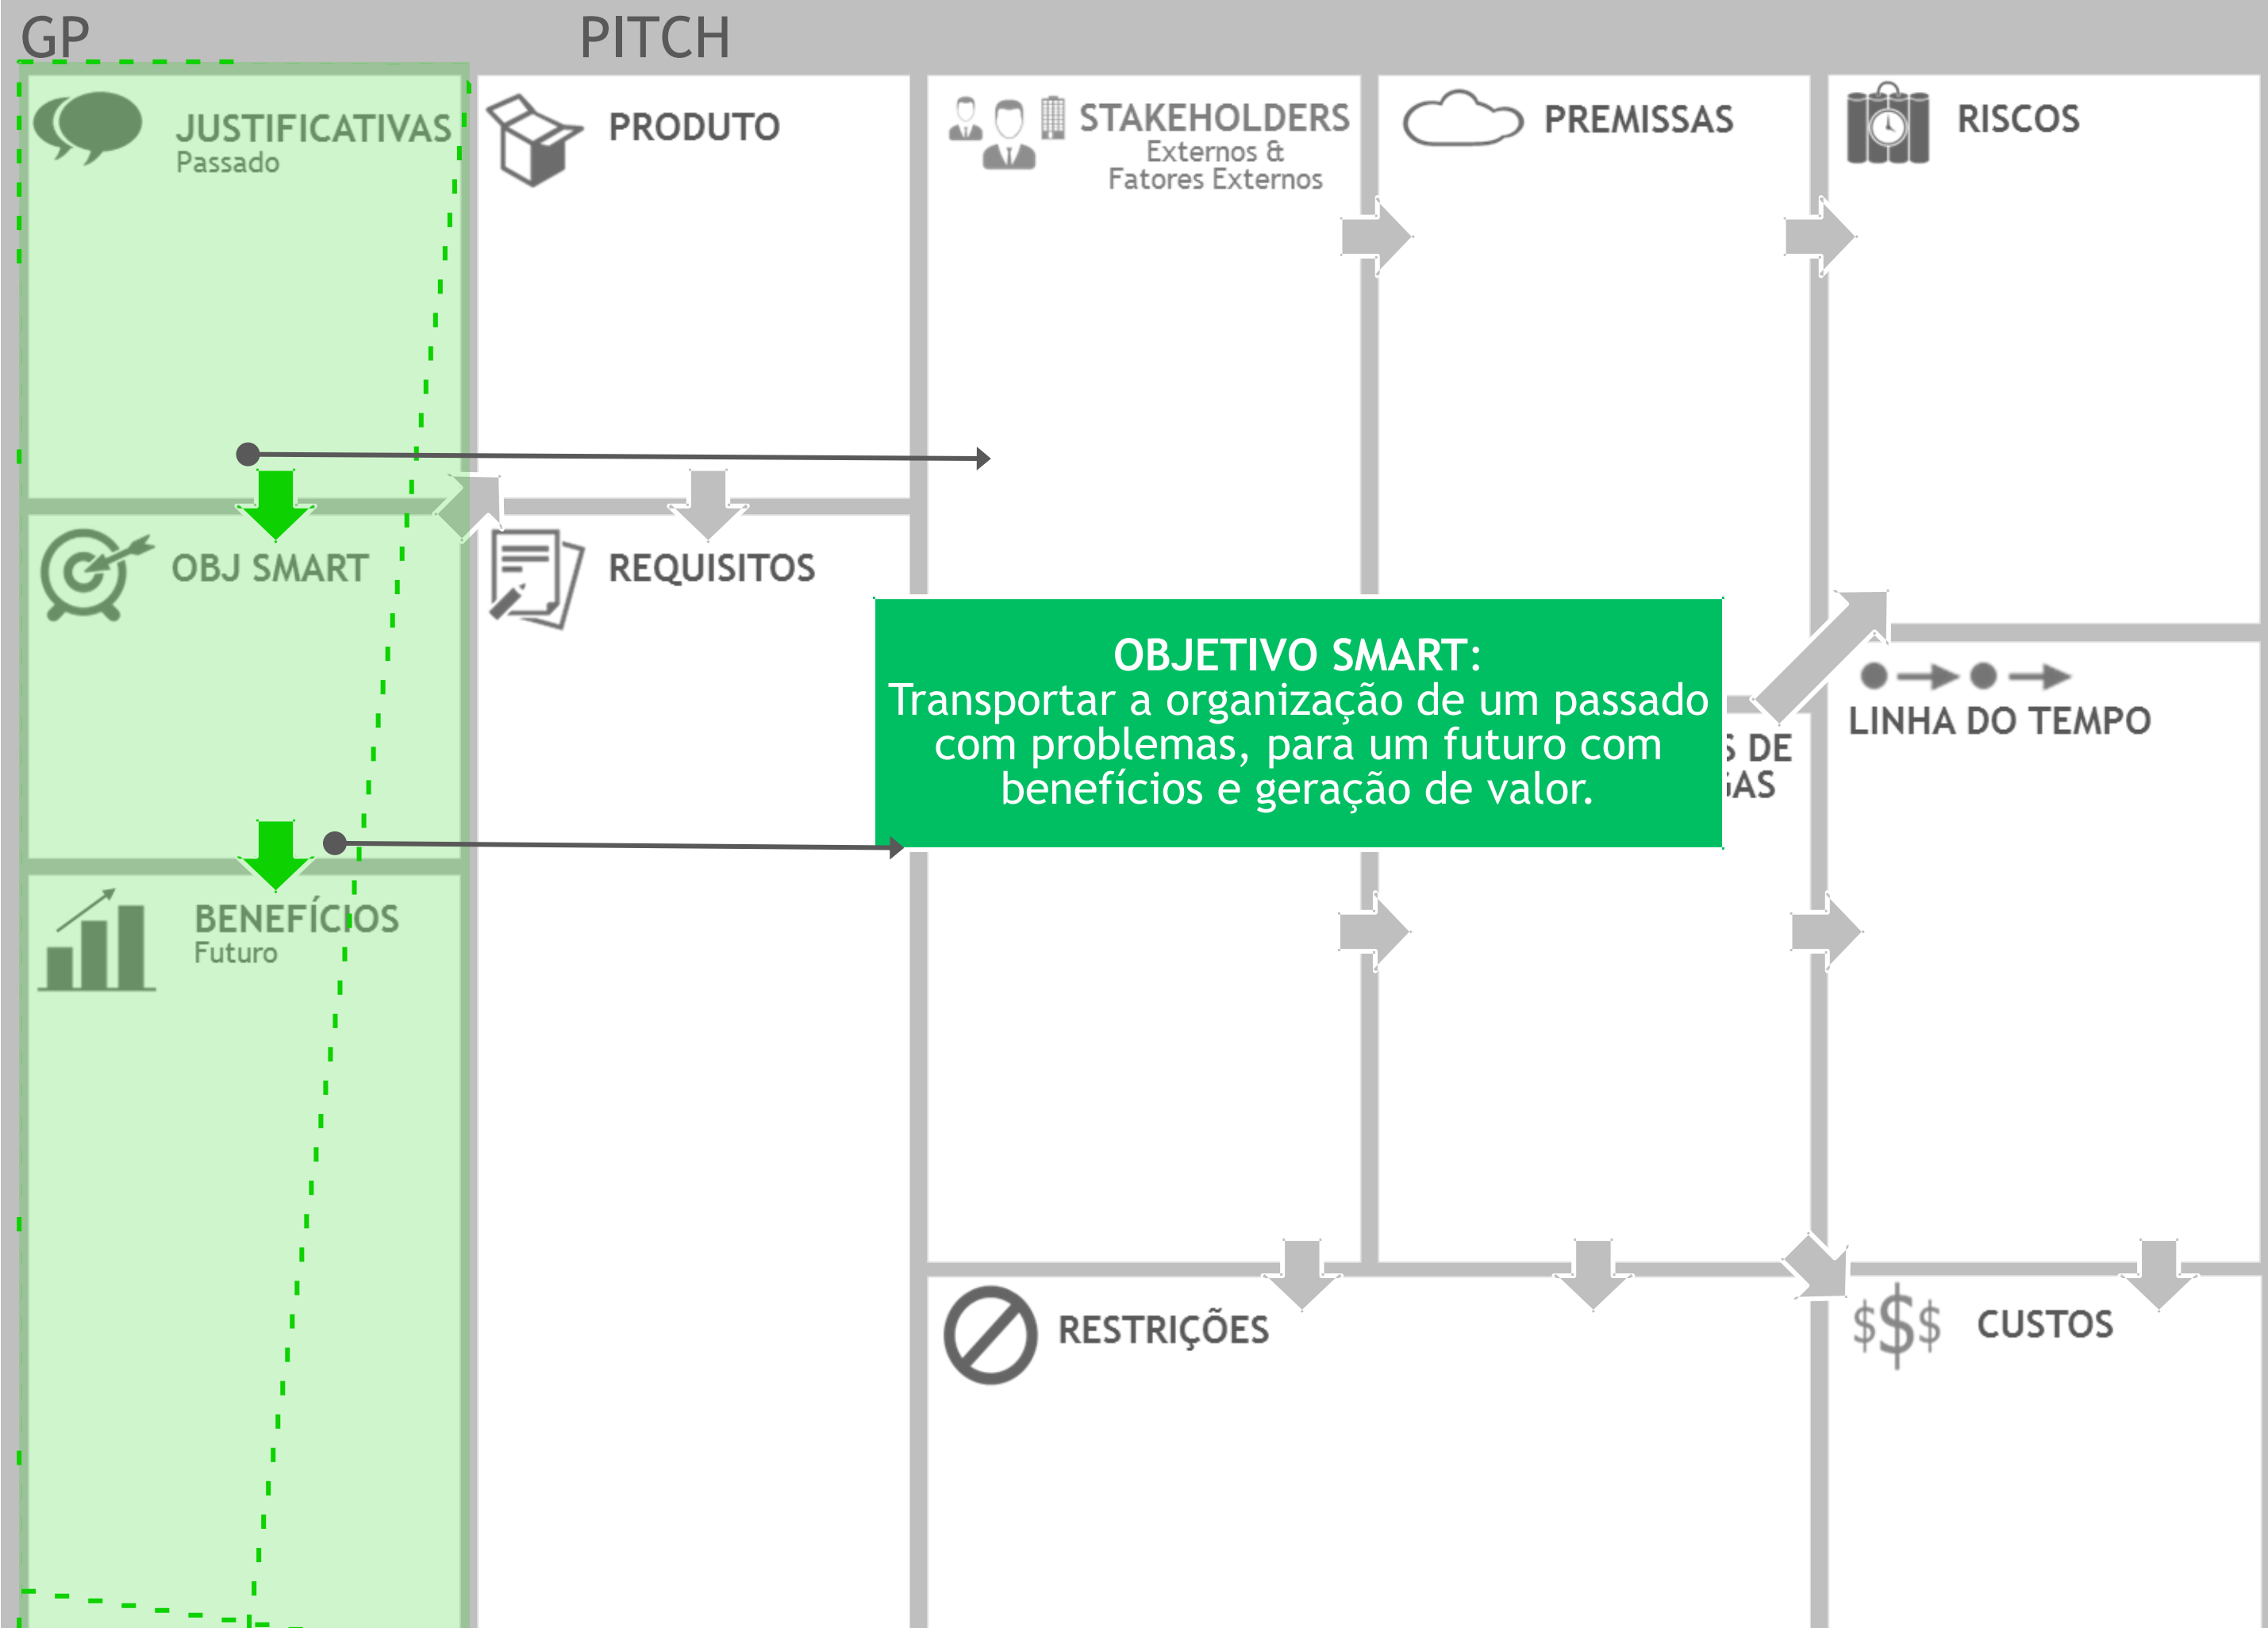 GP
PITCH
JUSTIFICATIVAS
Passado
PRODUTO
STAKEHOLDERS
Externos &
Fatores Externos
PREMISSAS
RISCOS
OBJ SMART
REQUISITOS
OBJETIVO SMART:
Transportar a organização de um passado
com problemas, para um futuro com
benefícios e geração de valor.
DE
LINHA DO TEMPO
BENEFÍCIOS
Futuro
RESTRIÇÕES
$$$ CUSTOS